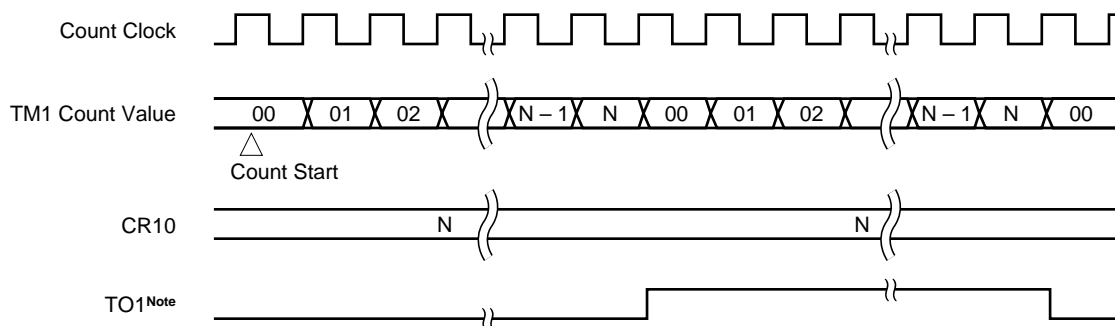 Count Clock
TM1 Count Value 00 01 02 N – 1 N 00 01 02 N – 1 N 00
Count Start
CR10 N N
TO1Note